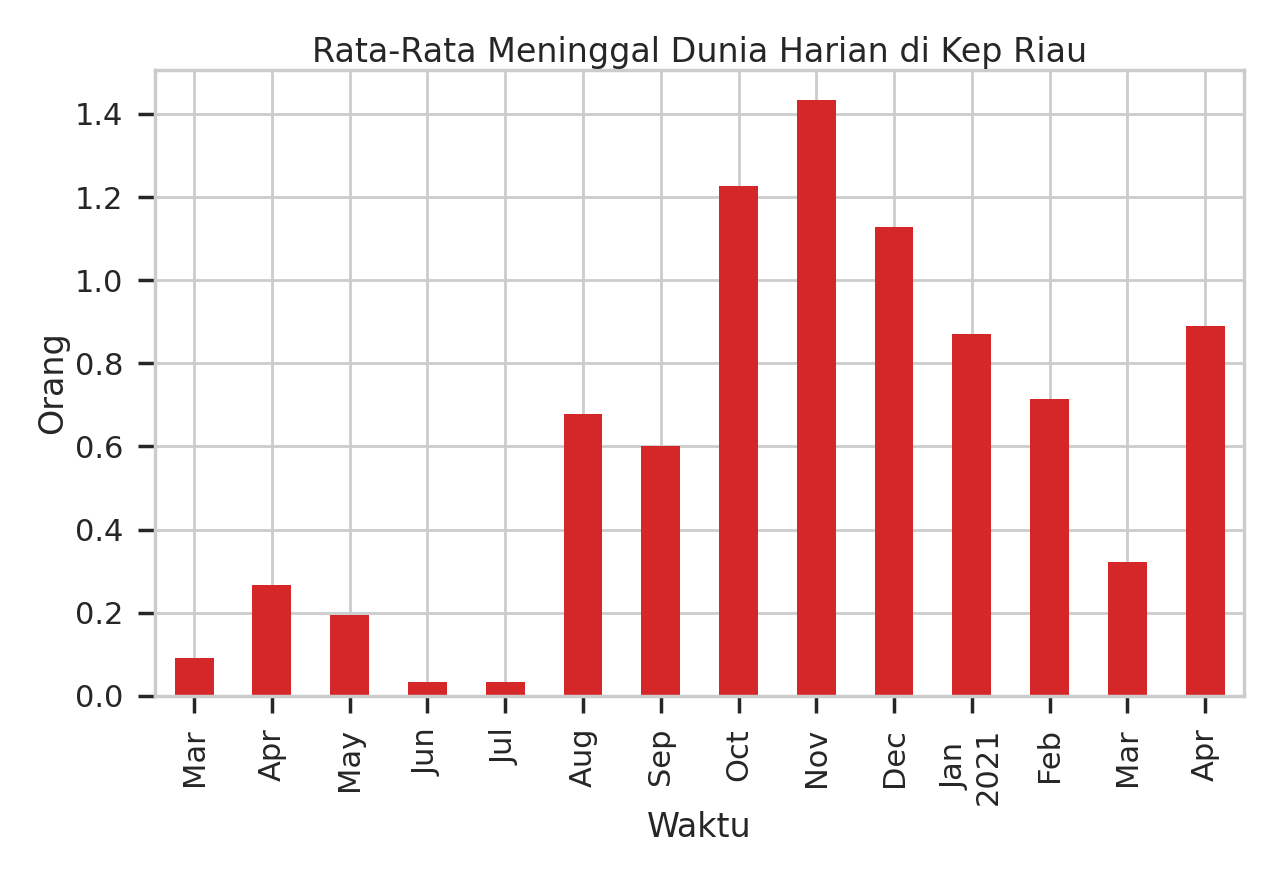 Rata-Rata Meninggal Dunia Harian di Kep Riau
1.4
1.2
1.0
0.8
0.6
0.4
0.2
0.0
Orang
Mar
Apr
May
Jun
Jul
Aug
Sep
Oct
Nov
Dec
Jan
2021
Feb
Mar
Apr
Waktu